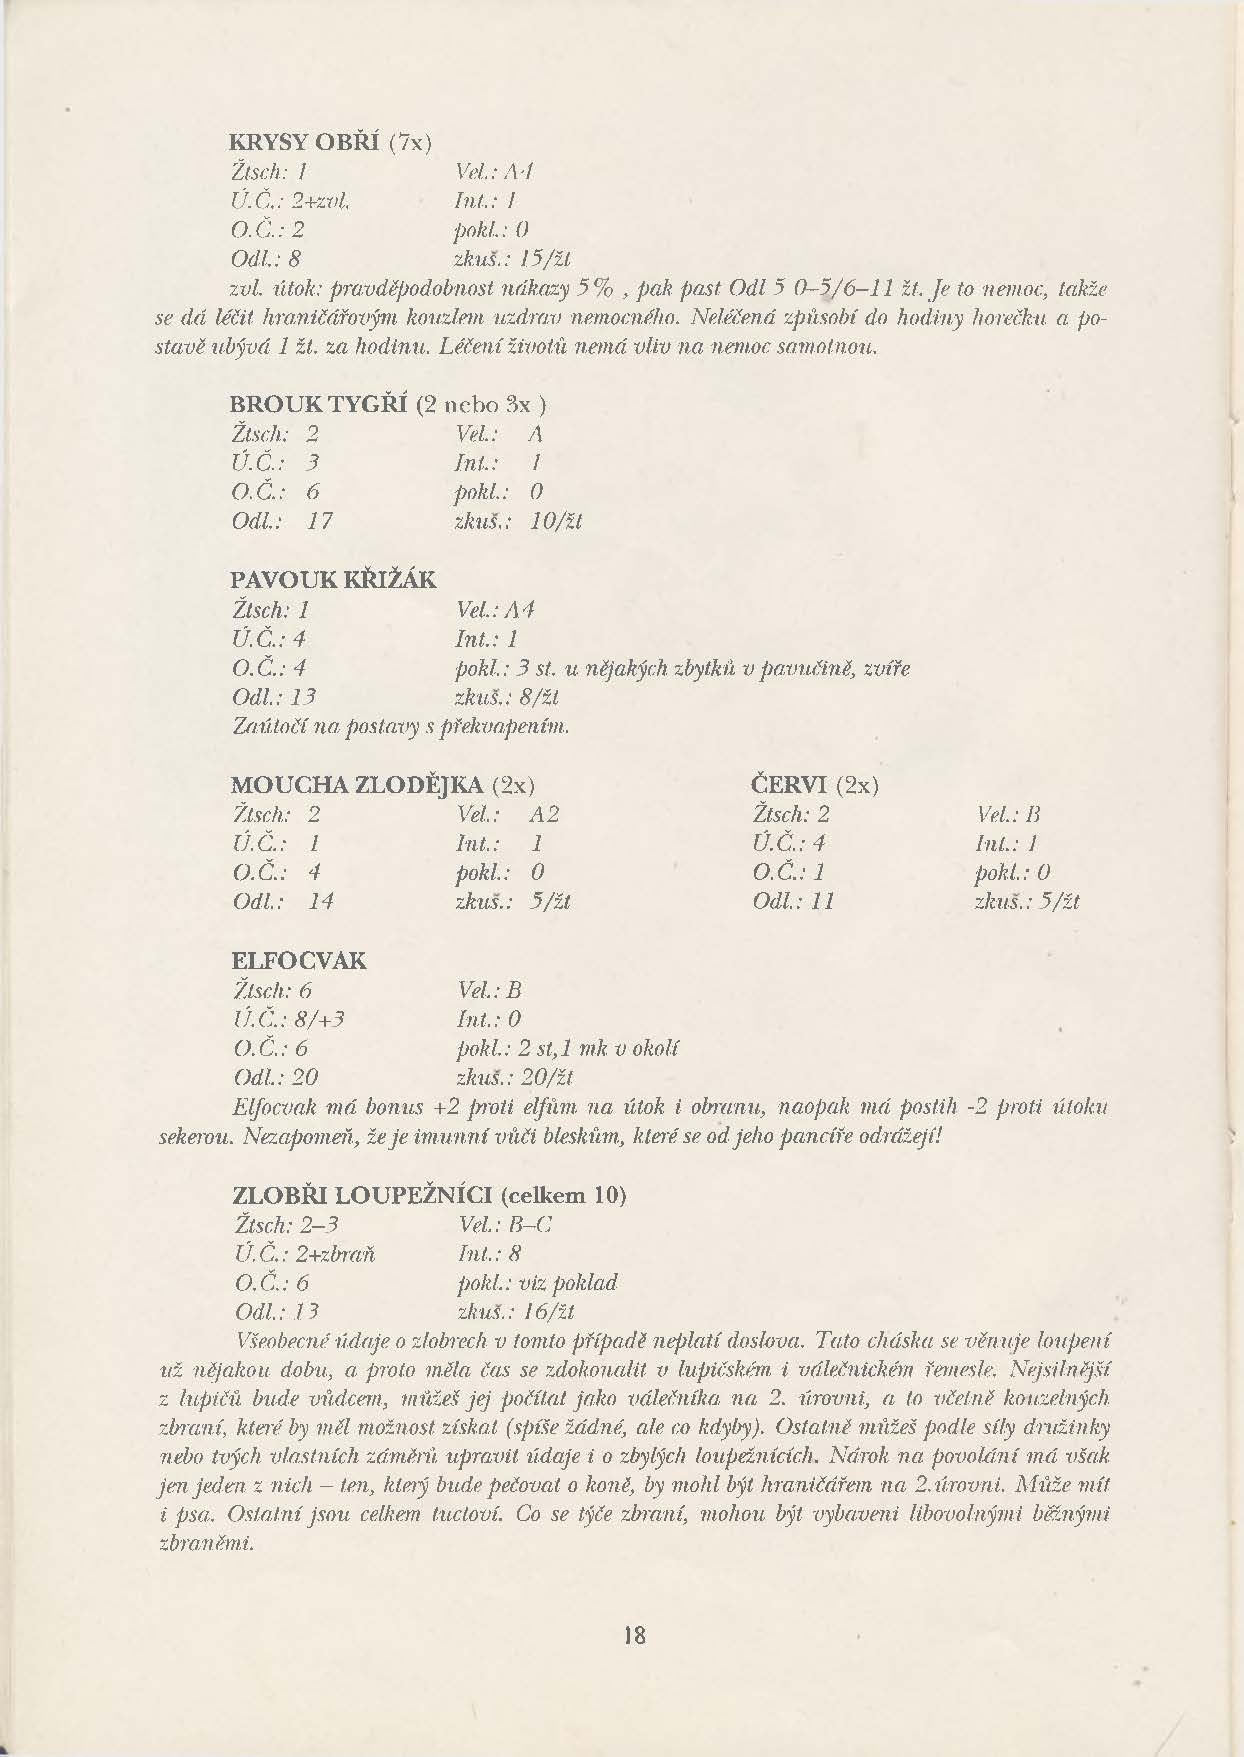 KRYSY OBŘÍ (7x)
Žtsch: 1 Vel.: A4
Ú.Č.: 2+zvl. Int.: 1
O.Č.: 2 pokl.: 0
Odl.: 8 zkuš.: 15/žt
zvl. útok: pravděpodobnost nákazy 5% , pak past Odl 5 0–5/6–11 žt. Je to nemoc, takže
se dá léčit hraničářovým kouzlem uzdrav nemocného. Neléčená způsobí do hodiny horečku a po-
stavě ubývá 1 žt. za hodinu. Léčení životů nemá vliv na nemoc samotnou.
BROUK TYGŘÍ (2 nebo 3x )
Žtsch: 2 Vel.: A
Ú.Č.: 3 Int.: 1
O.Č.: 6 pokl.: 0
Odl.: 17 zkuš.: 10/žt
PAVOUK KŘIŽÁK
Žtsch: 1 Vel.: A4
Ú.Č.: 4 Int.: 1
O.Č.: 4 pokl.: 3 st. u nějakých zbytků v pavučině, zvíře
Odl.: 13 zkuš.: 8/žt
Zaútočí na postavy s překvapením.
MOUCHA ZLODĚJKA (2x)
Žtsch: 2 Vel.: A2
Ú.Č.: 1 Int.: 1
O.Č.: 4 pokl.: 0
Odl.: 14 zkuš.: 5/žt
ČERVI (2x)
Žtsch: 2 Vel.: B
Ú.Č.: 4 Int.: 1
O.Č.: 1 pokl.: 0
Odl.: 11 zkuš.: 5/žt
ELFOCVAK
Žtsch: 6 Vel.: B
Ú.Č.: 8/+3 Int.: 0
O.Č.: 6 pokl.: 2 st,1 mk v okolí
Odl.: 20 zkuš.: 20/žt
Elfocvak má bonus +2 proti elfům na útok i obranu, naopak má postih -2 proti útoku
sekerou. Nezapomeň, že je imunní vůči bleskům, které se od jeho pancíře odrážejí!
ZLOBŘI LOUPEŽNÍCI (celkem 10)
Žtsch: 2–3 Vel.: B–C
Ú.Č.: 2+zbraň Int.: 8
O.Č.: 6 pokl.: viz poklad
Odl.: 13 zkuš.: 16/žt
Všeobecné údaje o zlobrech v tomto případě neplatí doslova. Tato cháska se věnuje loupení
už nějakou dobu, a proto měla čas se zdokonalit v lupičském i válečnickém řemesle. Nejsilnější
z lupičů bude vůdcem, můžeš jej počítat jako válečníka na 2. úrovni, a to včetně kouzelných
zbraní, které by měl možnost získat (spíše žádné, ale co kdyby). Ostatně můžeš podle síly družinky
nebo tvých vlastních záměrů upravit údaje i o zbylých loupežnících. Nárok na povolání má však
jen jeden z nich – ten, který bude pečovat o koně, by mohl být hraničářem na 2.úrovni. Může mít
i psa. Ostatní jsou celkem tuctoví. Co se týče zbraní, mohou být vybaveni libovolnými běžnými
zbraněmi.
18